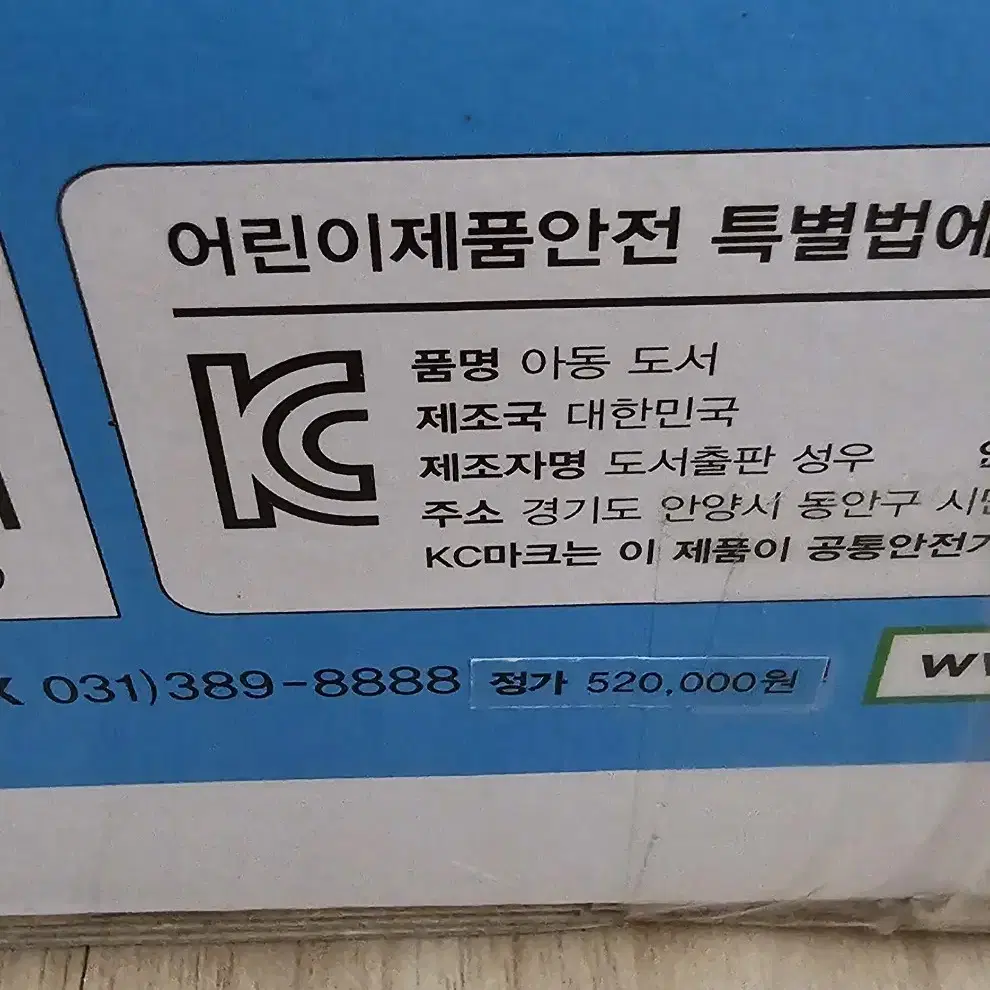 어린이제품안전 특별법에
KC
품명 아동 도서
제조국 대한민국
제조자명 도서출판 성우
주소 경기도 안양시 동안구 시민
KC마크는 이 제품이 공통안전기
031)389-8888 정가 520,000원